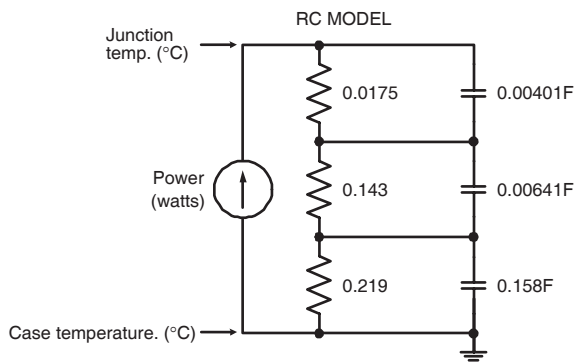 RC MODEL
Junction
temp. (°C)
0.0175
0.00401F
Power
(watts)
0.143
0.00641F
0.219
0.158F
Case temperature. (°C)